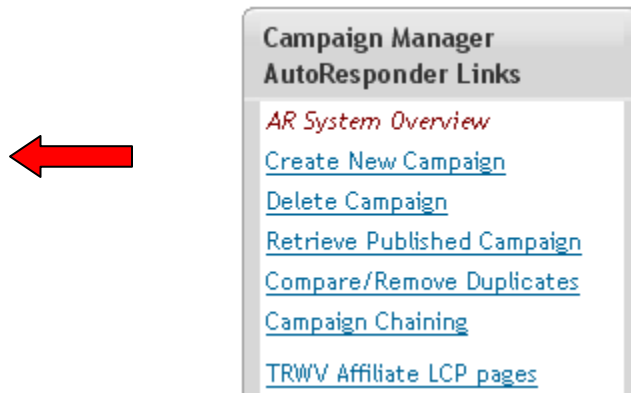 Campaign Manager
AutoResponder Links
AR System Overview
Create New Campaign
Delete Campaign
Retrieve Published Campaign
Compare/Remove Duplicates
Campaign Chaining
TRWV Affiliate LCP pages